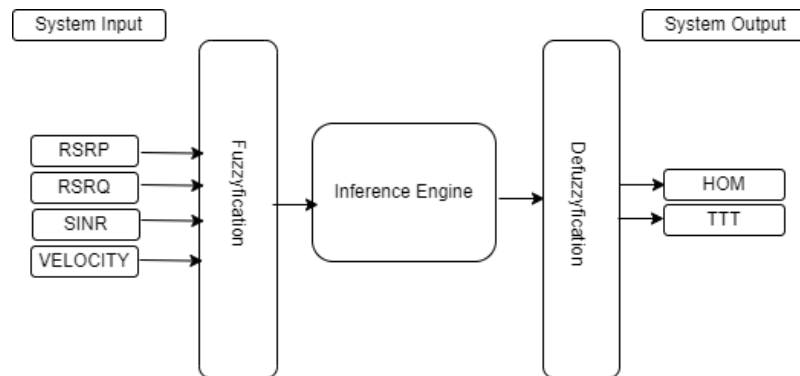 System Input
System Output
RSRP
RSRQ
SINR
VELOCITY
Fuzzyfication
Inference Engine
Defuzzyfication
HOM
TTT